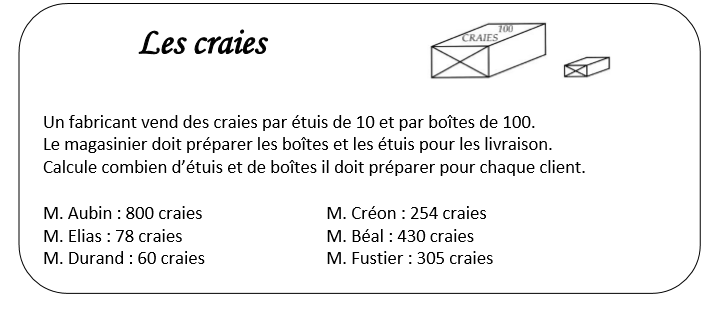 Les craies
100
CRAIES
Un fabricant vend des craies par étuis de 10 et par boîtes de 100.
Le magasinier doit préparer les boîtes et les étuis pour les livraison.
Calcule combien d’étuis et de boîtes il doit préparer pour chaque client.
M. Aubin : 800 craies
M. Créon : 254 craies
M. Elias : 78 craies
M. Béal : 430 craies
M. Durand : 60 craies
M. Fustier : 305 craies